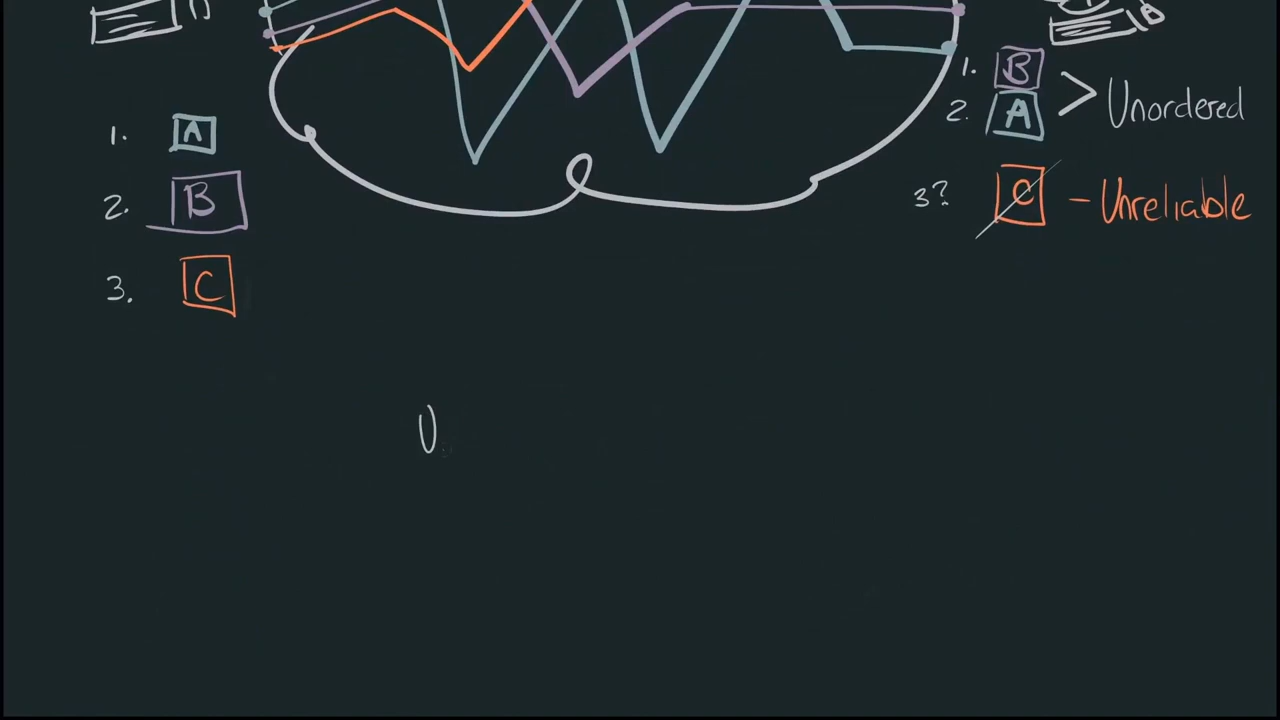 1. B
2. A > Unordered
1. A
3? C - Unreliable
2. B
3. C
U